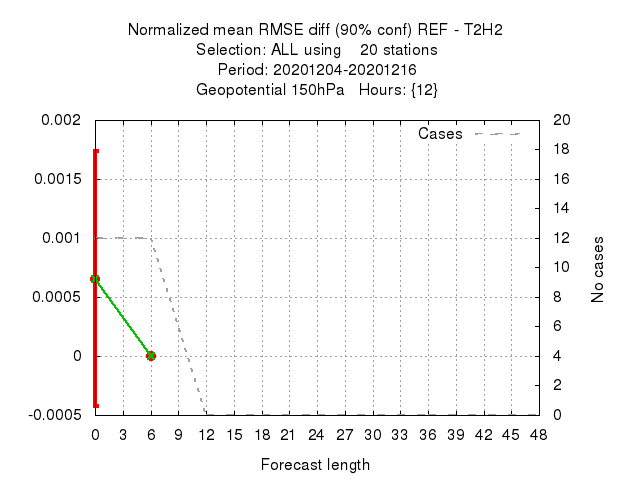 Normalized mean RMSE diff (90% conf) REF - T2H2
Selection: ALL using 20 stations
Period: 20201204-20201216
Geopotential 150hPa Hours: {12}
Cases
0.002
0.0015
0.001
0.0005
0
-0.0005
20
18
16
14
12
10
8
6
4
2
0
No cases
0 3 6 9 12 15 18 21 24 27 30 33 36 39 42 45 48
Forecast length